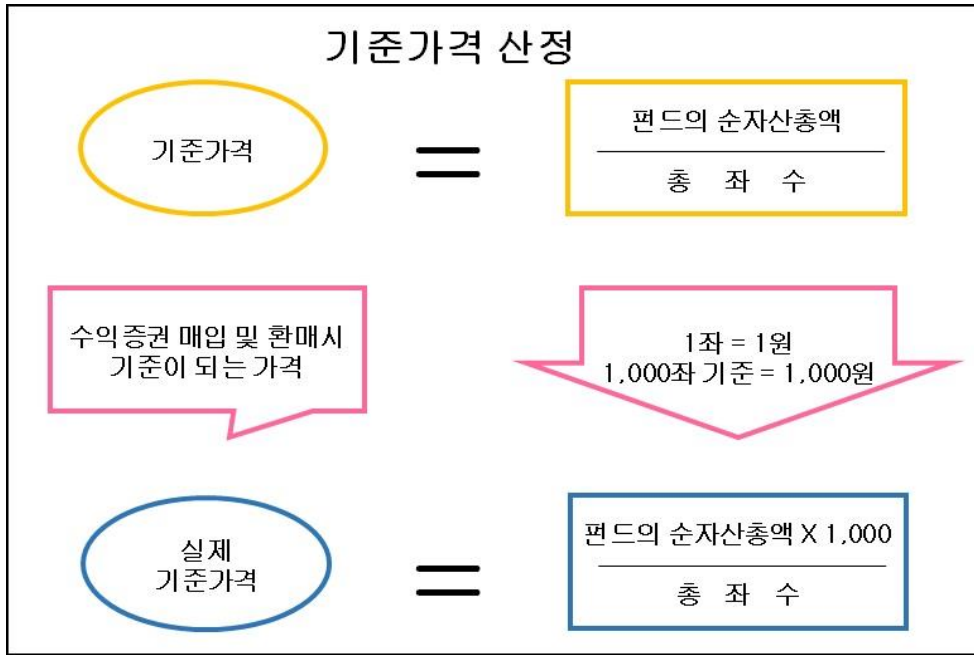 기준가격 산정
기준가격
=
펀드의 순자산총액
총 좌 수
수익증권 매입 및 환매시
기준이 되는 가격
1좌 = 1원
1,000좌 기준 = 1,000원
실제
기준가격
=
펀드의 순자산총액 X 1,000
총 좌 수